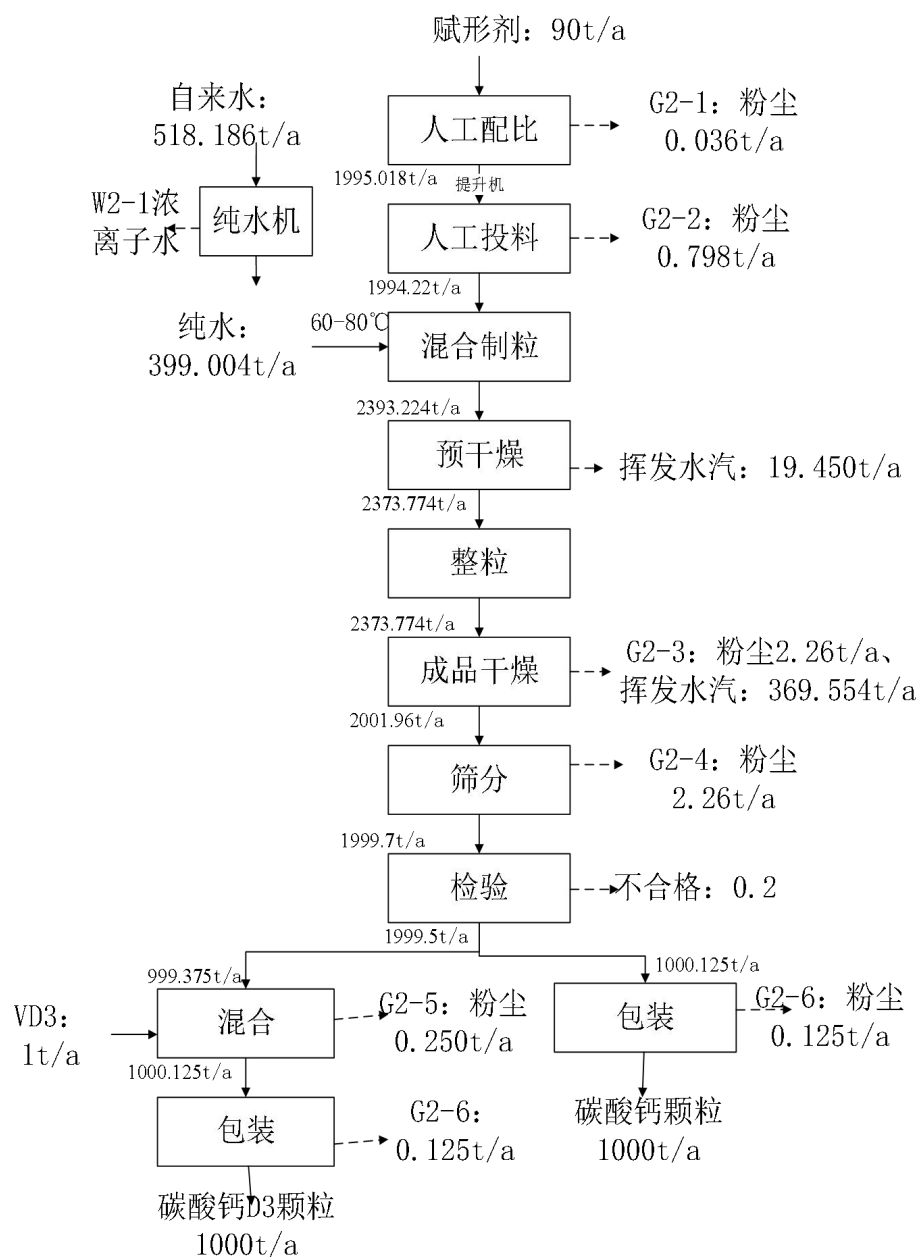 赋形剂：90t/a
自来水：
518.186t/a
人工配比
G2-1：粉尘
0.036t/a
1995.018t/a
提升机
W2-1浓
离子水
纯水机
人工投料
G2-2：粉尘
0.798t/a
1994.22t/a
纯水：
399.004t/a
60-80℃
混合制粒
2393.224t/a
预干燥
挥发水汽：19.450t/a
2373.774t/a
整粒
2373.774t/a
成品干燥
G2-3：粉尘2.26t/a、
挥发水汽：369.554t/a
2001.96t/a
筛分
G2-4：粉尘
2.26t/a
1999.7t/a
检验
不合格：0.2
1999.5t/a
999.375t/a
1000.125t/a
VD3：
1t/a
混合
G2-5：粉尘
0.250t/a
包装
G2-6：粉尘
0.125t/a
1000.125t/a
包装
G2-6：
0.125t/a
碳酸钙颗粒
1000t/a
碳酸钙D3颗粒
1000t/a